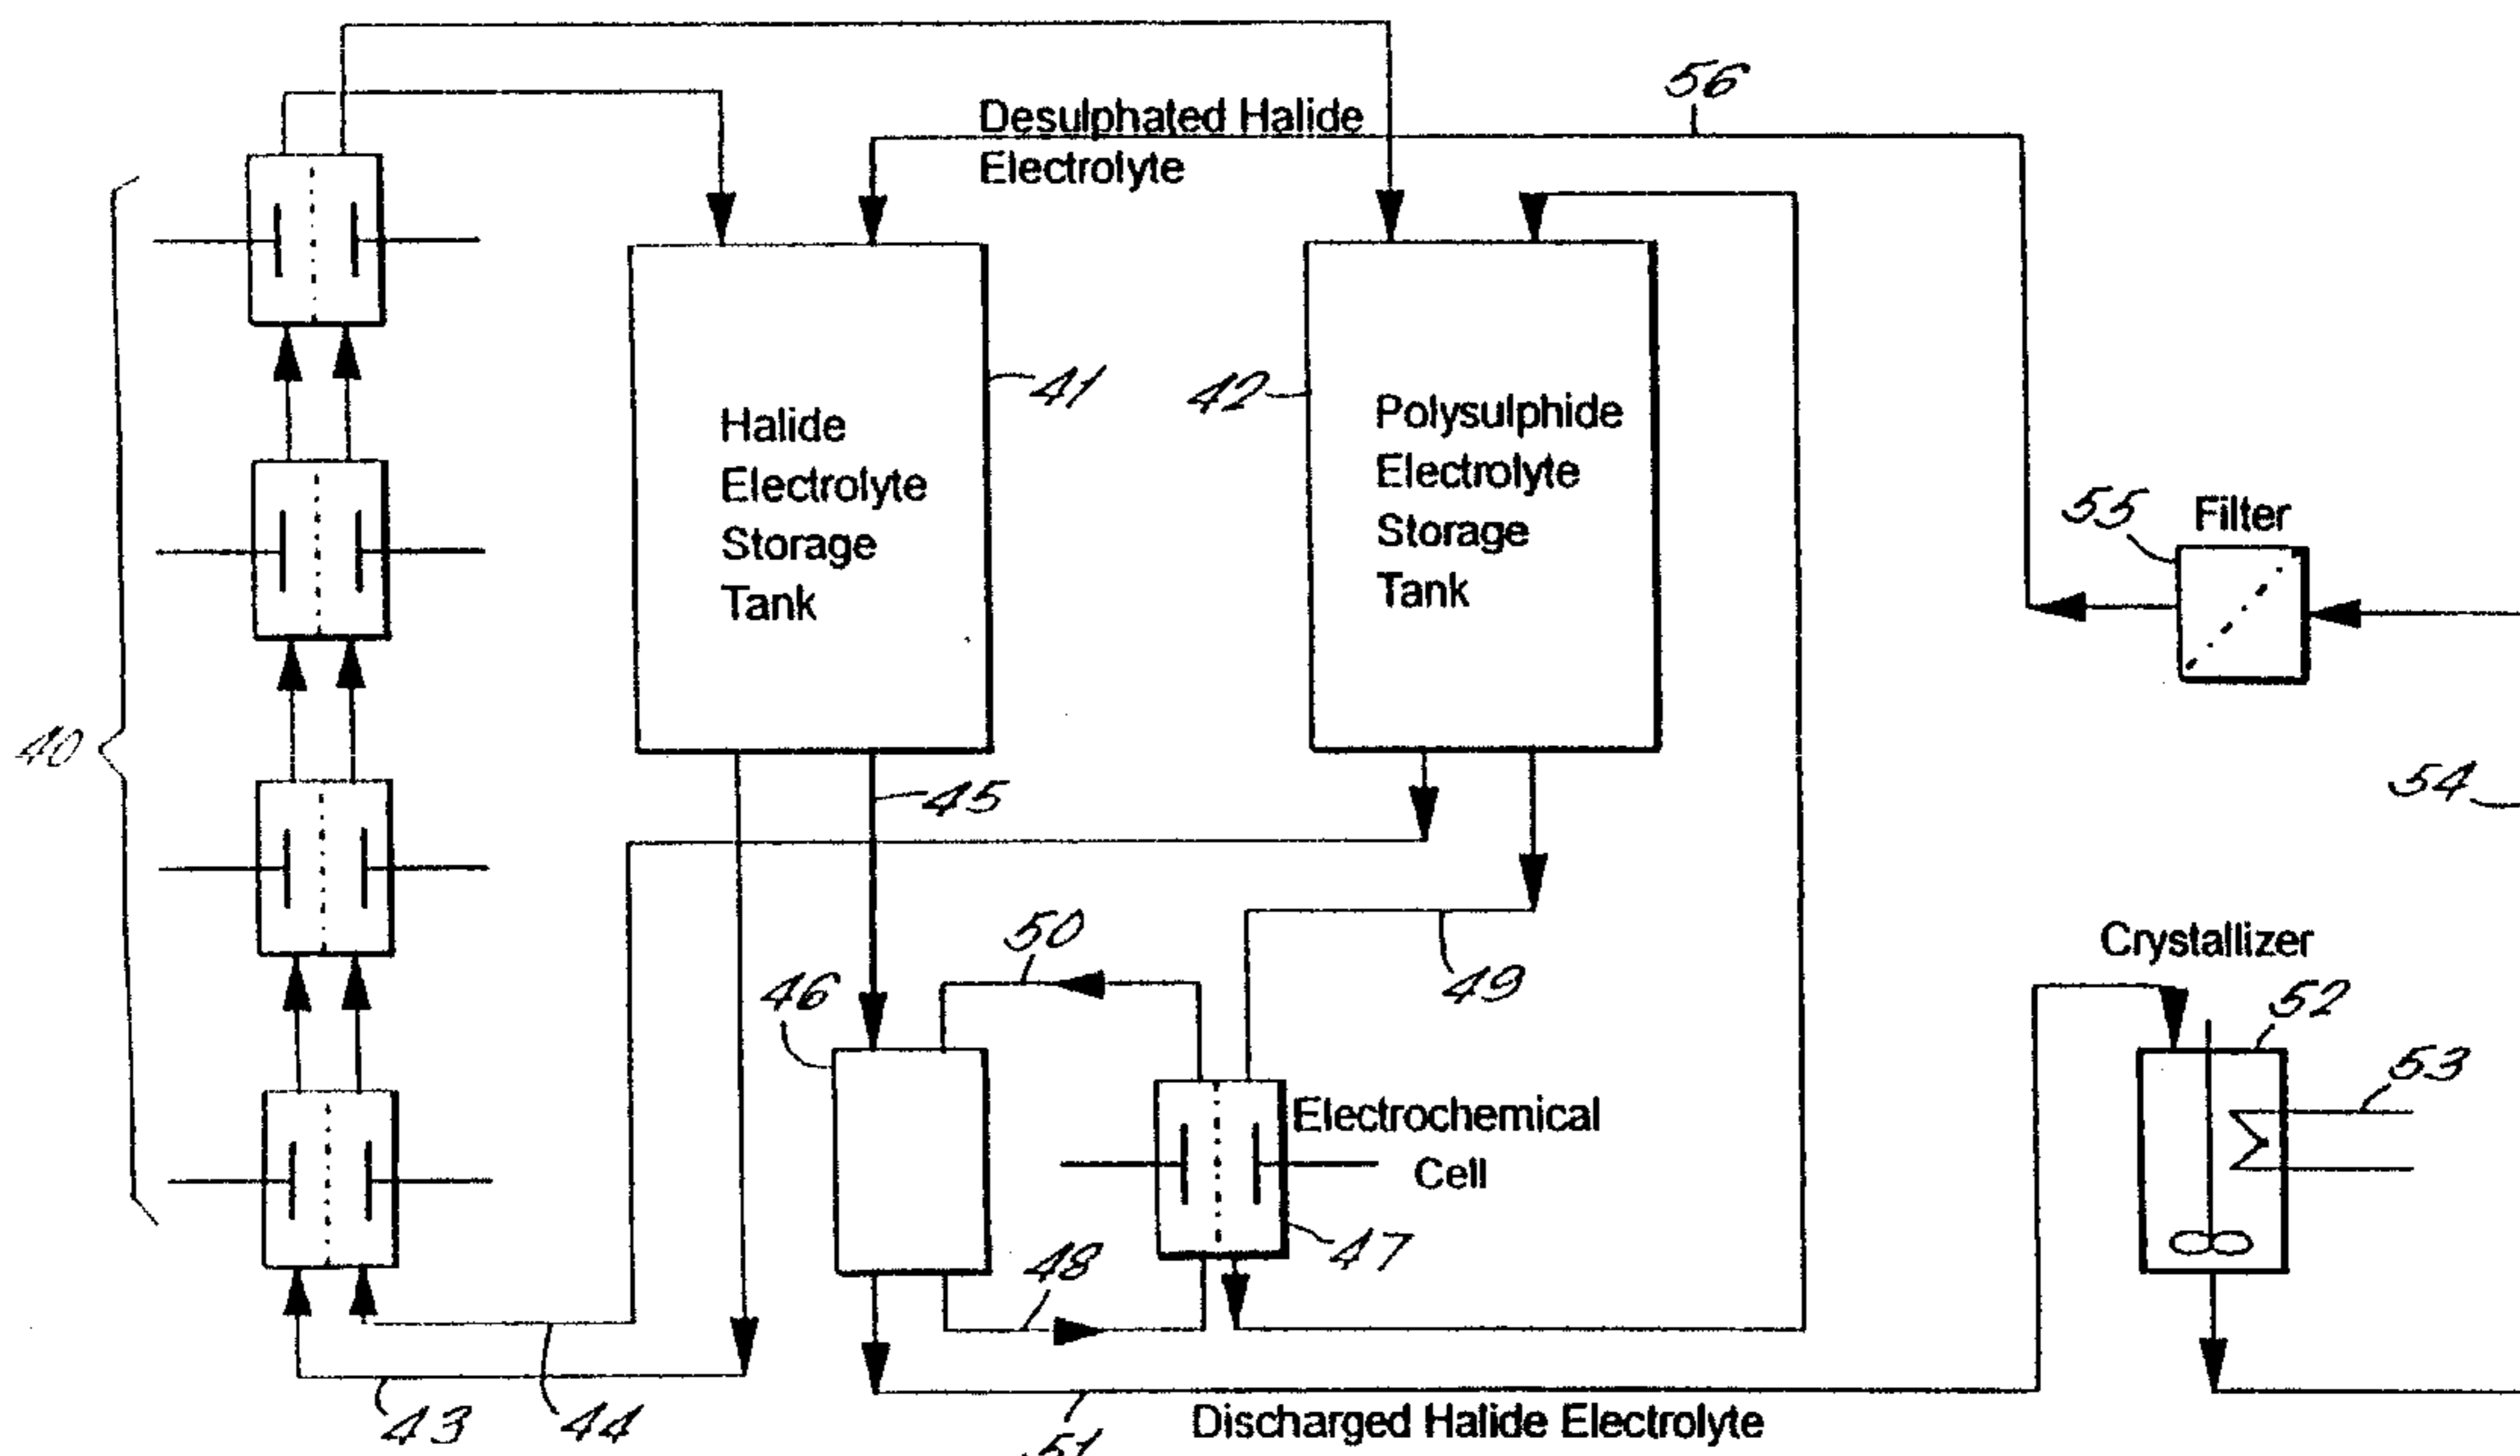 56
Desulphated Halide
Electrolyte
41
42
Halide
Electrolyte
Storage
Tank
Polysulphide
Electrolyte
Storage
Tank
55
Filter
40
45
54
50
49
46
Crystallizer
52
53
Electrochemical
Cell
47
48
43
44
51
Discharged Halide Electrolyte